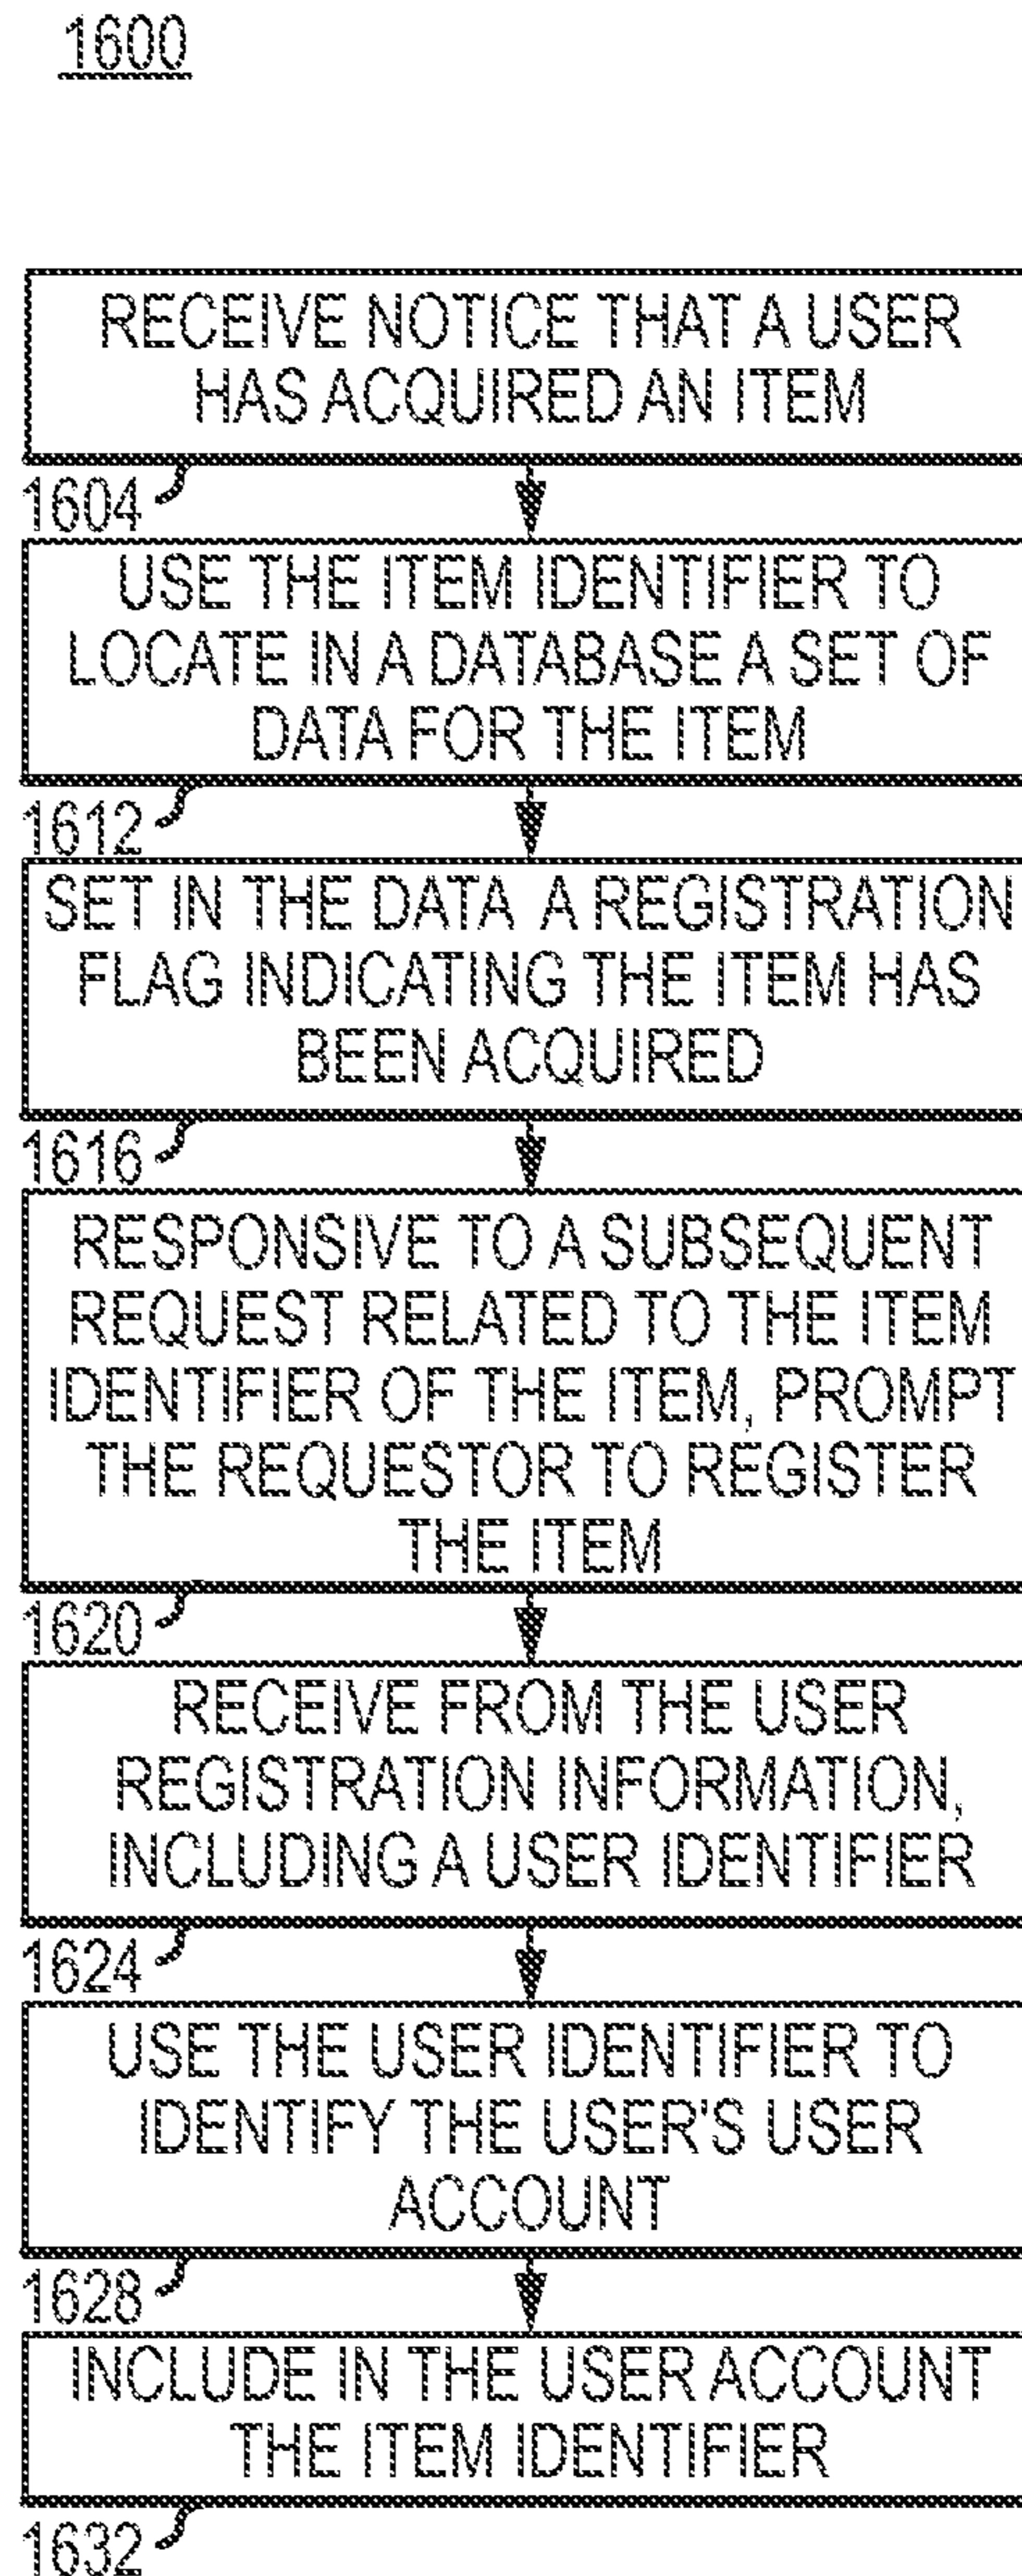 1600
RECEIVE NOTICE THAT A USER
HAS ACQUIRED AN ITEM
1604
USE THE ITEM IDENTIFIER TO
LOCATE IN A DATABASE A SET OF
DATA FOR THE ITEM
1612
SET IN THE DATA A REGISTRATION
FLAG INDICATING THE ITEM HAS
BEEN ACQUIRED
1616
RESPONSIVE TO A SUBSEQUENT
REQUEST RELATED TO THE ITEM
IDENTIFIER OF THE ITEM, PROMPT
THE REQUESTOR TO REGISTER
THE ITEM
1620
RECEIVE FROM THE USER
REGISTRATION INFORMATION,
INCLUDING A USER IDENTIFIER
1624
USE THE USER IDENTIFIER TO
IDENTIFY THE USER'S USER
ACCOUNT
1628
INCLUDE IN THE USER ACCOUNT
THE ITEM IDENTIFIER
1632